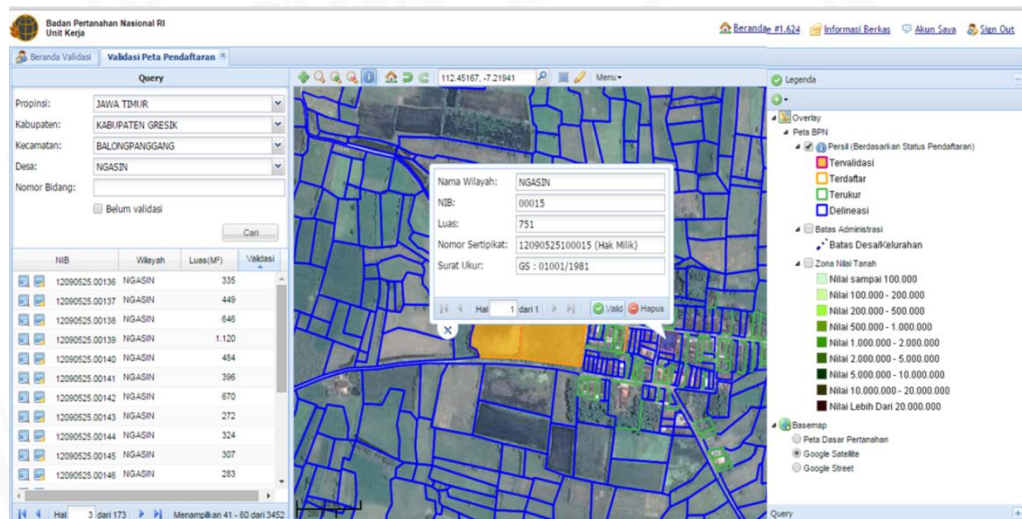 Badan Pertanahan Nasional RI
Unit Kerja
Berandae #1.624 Informasi Berkas Akun Saya Sign Out
Beranda Validasi Validasi Peta Pendaftaran
Query
Propinsi: JAWA TIMUR
Kabupaten: KABUPATEN GRESIK
Kecamatan: BALONGPANGGANG
Desa: NGASIN
Nomor Bidang:
Belum validasi
Cari
NIB Wilayah Luas(M²) Validasi
12090525.00136 NGASIN 335
12090525.00137 NGASIN 449
12090525.00138 NGASIN 646
12090525.00139 NGASIN 1.120
12090525.00140 NGASIN 484
12090525.00141 NGASIN 396
12090525.00142 NGASIN 670
12090525.00143 NGASIN 272
12090525.00144 NGASIN 324
12090525.00145 NGASIN 307
12090525.00146 NGASIN 283
Hal 3 dari 173 Menampilkan 41 - 60 dari 3452
112.45167, -7.21941 Menu
Nama Wilayah: NGASIN
NIB: 00015
Luas: 751
Nomor Sertipikat: 12090525100015 (Hak Milik)
Surat Ukur: GS : 01001/1981
Hal 1 dari 1 Valid Hapus
Legenda
Overlay
Peta BPN
Persil (Berdasarkan Status Pendaftaran)
Tervalidasi
Terdaftar
Terukur
Delineasi
Batas Administrasi
Batas Desa/Kelurahan
Zona Nilai Tanah
Nilai sampai 100.000
Nilai 100.000 - 200.000
Nilai 200.000 - 500.000
Nilai 500.000 - 1.000.000
Nilai 1.000.000 - 2.000.000
Nilai 2.000.000 - 5.000.000
Nilai 5.000.000 - 10.000.000
Nilai 10.000.000 - 20.000.000
Nilai Lebih Dari 20.000.000
Basemap
Peta Dasar Pertanahan
Google Satellite
Google Street
Query